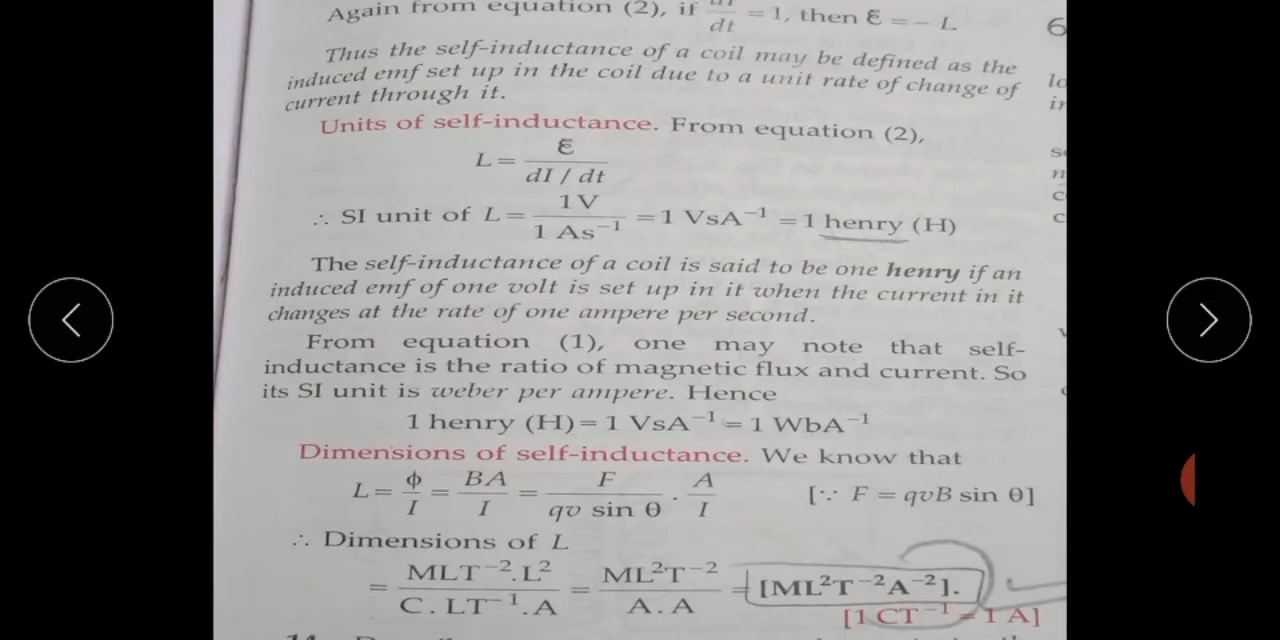 Again from equation (2), if dI/dt = 1, then ℰ = − L
Thus the self-inductance of a coil may be defined as the
induced emf set up in the coil due to a unit rate of change of
current through it.
Units of self-inductance. From equation (2),
L = ℰ / (dI / dt)
∴ SI unit of L = 1 V / 1 As⁻¹ = 1 VsA⁻¹ = 1 henry (H)
The self-inductance of a coil is said to be one henry if an
induced emf of one volt is set up in it when the current in it
changes at the rate of one ampere per second.
From equation (1), one may note that self-
inductance is the ratio of magnetic flux and current. So
its SI unit is weber per ampere. Hence
1 henry (H) = 1 VsA⁻¹ = 1 WbA⁻¹
Dimensions of self-inductance. We know that
L = ϕ/I = BA/I = F/(qv sin θ) · A/I [∵ F = qvB sin θ]
∴ Dimensions of L
= MLT⁻².L² / C.LT⁻¹.A = ML²T⁻² / A.A = [ML²T⁻²A⁻²].
[1 CT⁻¹ = 1 A]